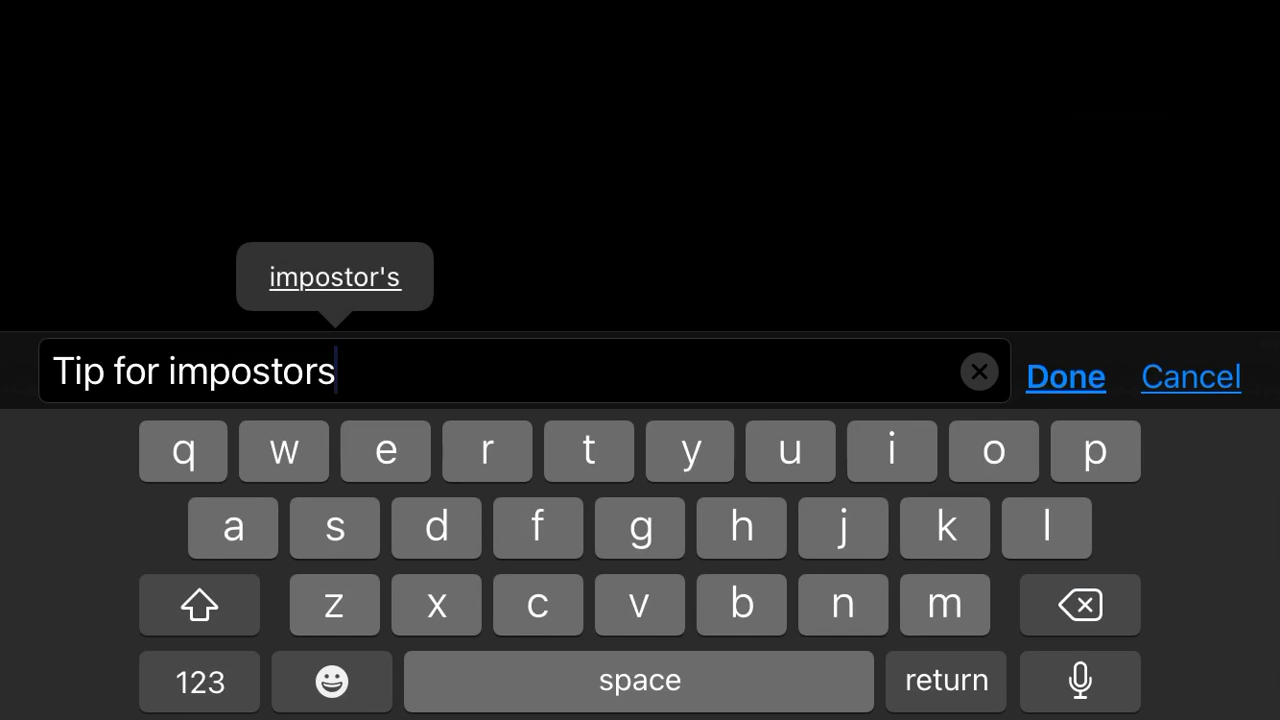 impostor's
Tip for impostors
Done Cancel
q w e r t y u i o p
a s d f g h j k l
z x c v b n m
123 space return